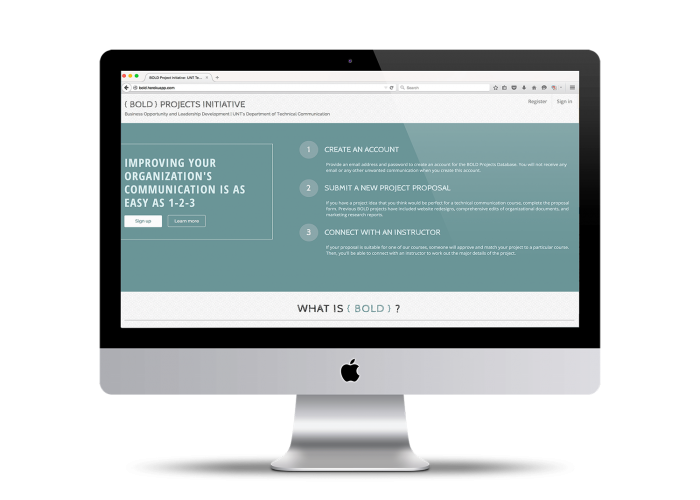 BOLD Project Initiative: UNT Te...
bold.herokuapp.com
Search
{ BOLD } PROJECTS INITIATIVE
Register Sign in
Business Opportunity and Leadership Development | UNT's Department of Technical Communication
IMPROVING YOUR
ORGANIZATION'S
COMMUNICATION IS AS
EASY AS 1-2-3
Sign up Learn more
1 CREATE AN ACCOUNT
Provide an email address and password to create an account for the BOLD Projects Database. You will not receive any
email or any other unwanted communication when you create this account.
2 SUBMIT A NEW PROJECT PROPOSAL
If you have a project idea that you think would be perfect for a technical communication course, complete the proposal
form. Previous BOLD projects have included website redesigns, comprehensive edits of organizational documents, and
marketing research reports.
3 CONNECT WITH AN INSTRUCTOR
If your proposal is suitable for one of our courses, someone will approve and match your project to a particular course.
Then, you'll be able to connect with an instructor to work out the major details of the project.
WHAT IS { BOLD } ?